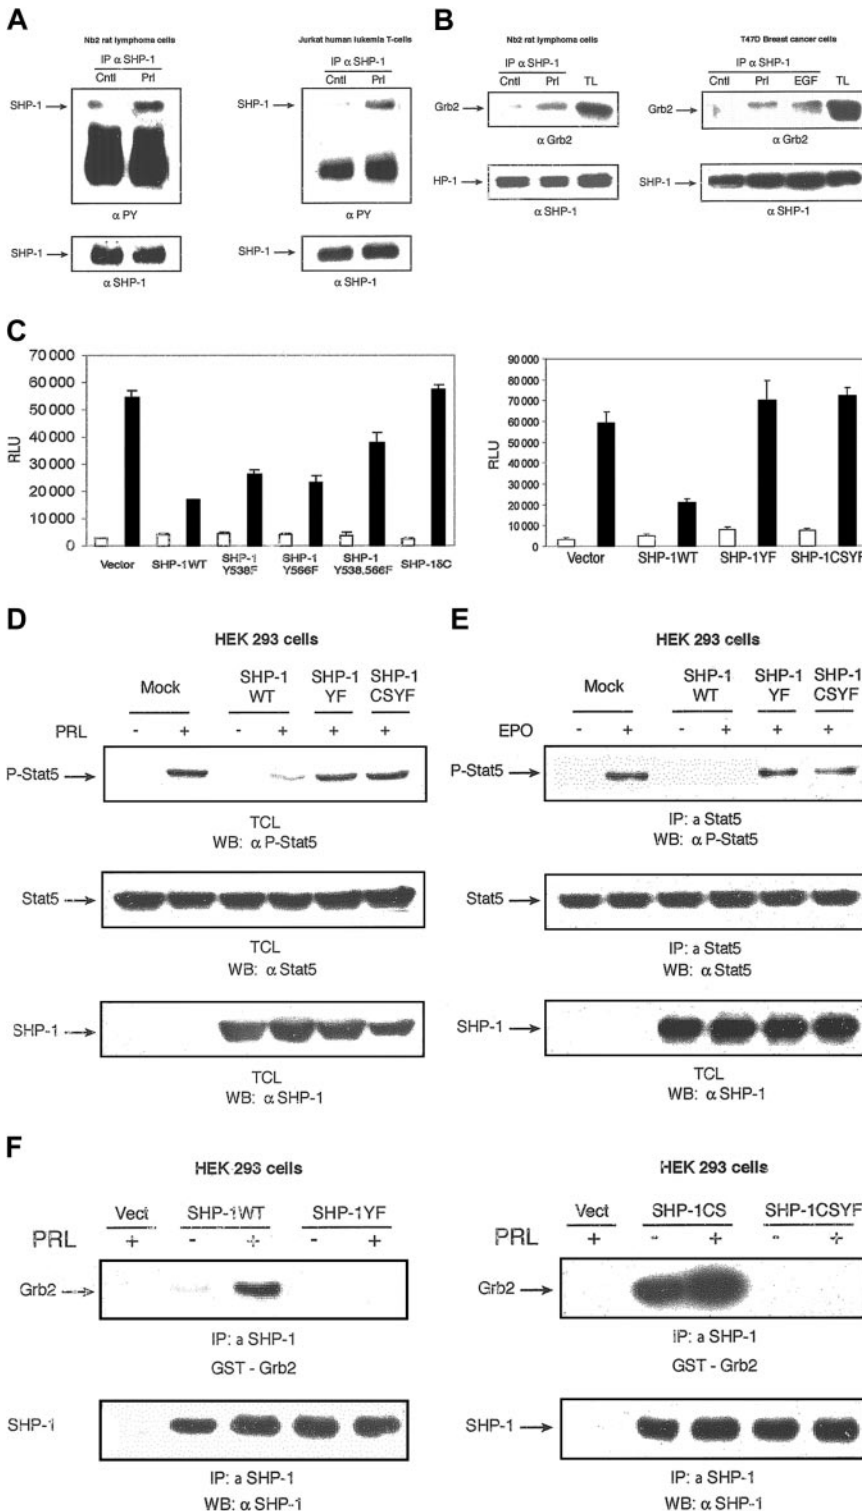 A
Nb2 rat lymphoma cells
IP α SHP-1
Cntl Prl
SHP-1
α PY
SHP-1
α SHP-1
Jurkat human lukemia T-cells
IP α SHP-1
Cntl Prl
SHP-1
α PY
SHP-1
α SHP-1
B
Nb2 rat lymphoma cells
IP α SHP-1
Cntl Prl TL
Grb2
α Grb2
HP-1
α SHP-1
T47D Breast cancer cells
IP α SHP-1
Cntl Prl EGF TL
Grb2
α Grb2
SHP-1
α SHP-1
C
70 000
60 000
50 000
40 000
30 000
20 000
10 000
0
RLU
Vector SHP-1WT SHP-1 Y538F SHP-1 Y566F SHP-1 Y538.566F SHP-1δC
90 000
80 000
70 000
60 000
50 000
40 000
30 000
20 000
10 000
0
RLU
Vector SHP-1WT SHP-1YF SHP-1CSYF
D
HEK 293 cells
Mock SHP-1 WT SHP-1 YF SHP-1 CSYF
PRL - + - + + +
P-Stat5
TCL
WB: α P-Stat5
Stat5
TCL
WB: α Stat5
SHP-1
TCL
WB: α SHP-1
E
HEK 293 cells
Mock SHP-1 WT SHP-1 YF SHP-1 CSYF
EPO - + - + + +
P-Stat5
IP: a Stat5
WB: α P-Stat5
Stat5
IP: a Stat5
WB: α Stat5
SHP-1
TCL
WB: α SHP-1
F
HEK 293 cells
Vect SHP-1WT SHP-1YF
PRL + - + - +
Grb2
IP: a SHP-1
GST - Grb2
SHP-1
IP: a SHP-1
WB: α SHP-1
HEK 293 cells
Vect SHP-1CS SHP-1CSYF
PRL + - + - +
Grb2
IP: a SHP-1
GST - Grb2
SHP-1
IP: a SHP-1
WB: α SHP-1